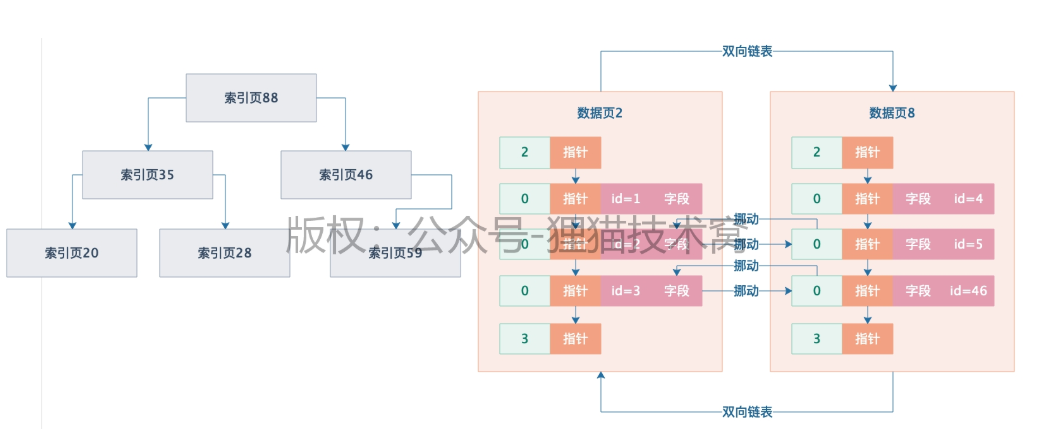 双向链表
索引页88
索引页35
索引页46
索引页20
索引页28
索引页59
数据页2
2 指针
0 指针 id=1 字段
0 指针 id=2 字段
0 指针 id=3 字段
3 指针
挪动
挪动
挪动
挪动
数据页8
2 指针
0 指针 字段 id=4
0 指针 字段 id=5
0 指针 字段 id=46
3 指针
双向链表
版权：公众号-狸猫技术窝